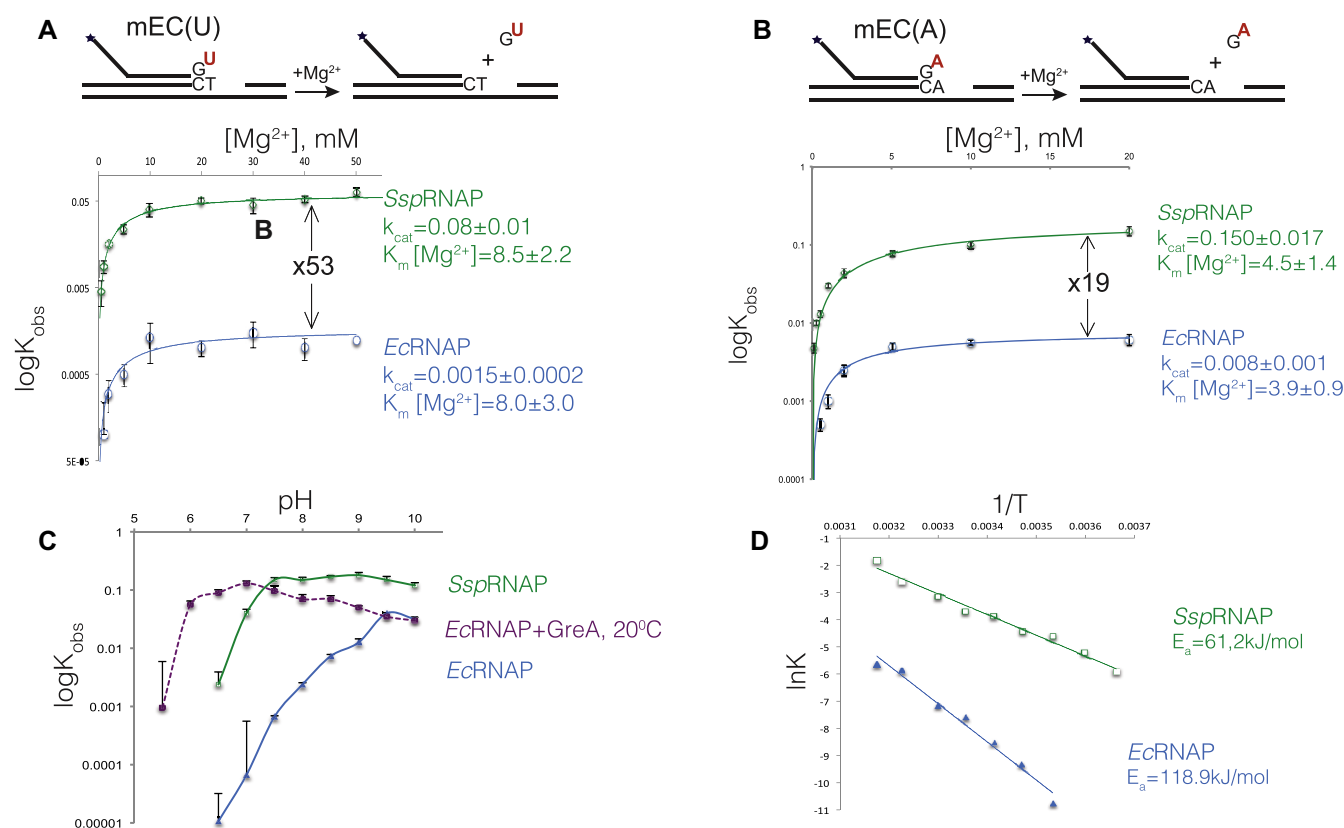 A
mEC(U)
GU
CT
+Mg2+
CT
+
GU
[Mg2+], mM
0 10 20 30 40 50
0.05
0.005
0.0005
5E-05
logKobs
B
x53
SspRNAP
kcat=0.08±0.01
Km [Mg2+]=8.5±2.2
EcRNAP
kcat=0.0015±0.0002
Km [Mg2+]=8.0±3.0
B
mEC(A)
GA
CA
+Mg2+
CA
+
GA
[Mg2+], mM
0 5 10 15 20
1
0.1
0.01
0.001
0.0001
logKobs
x19
SspRNAP
kcat=0.150±0.017
Km [Mg2+]=4.5±1.4
EcRNAP
kcat=0.008±0.001
Km [Mg2+]=3.9±0.9
C
pH
5 6 7 8 9 10
1
0.1
0.01
0.001
0.0001
0.00001
logKobs
SspRNAP
EcRNAP+GreA, 20⁰C
EcRNAP
D
1/T
0.0031 0.0032 0.0033 0.0034 0.0035 0.0036 0.0037
-1
-2
-3
-4
-5
-6
-7
-8
-9
-10
-11
lnK
SspRNAP
Ea=61,2kJ/mol
EcRNAP
Ea=118.9kJ/mol